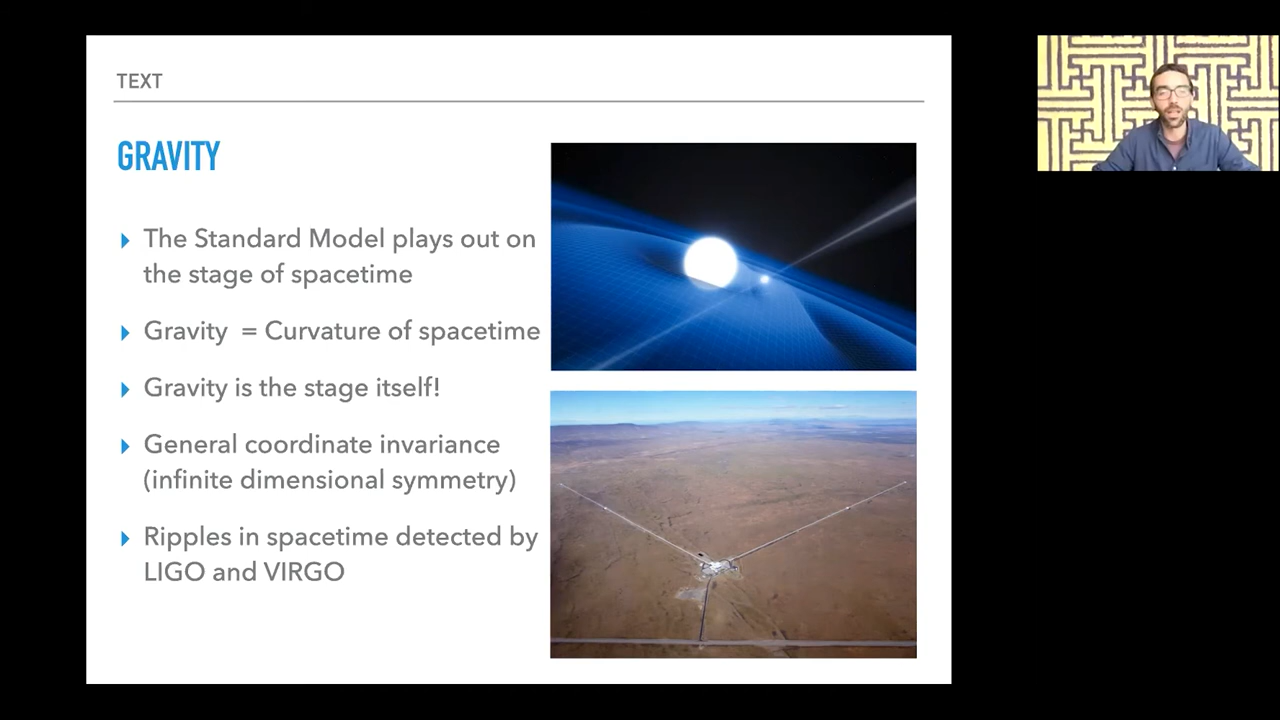 TEXT
GRAVITY
The Standard Model plays out on
the stage of spacetime
Gravity = Curvature of spacetime
Gravity is the stage itself!
General coordinate invariance
(infinite dimensional symmetry)
Ripples in spacetime detected by
LIGO and VIRGO